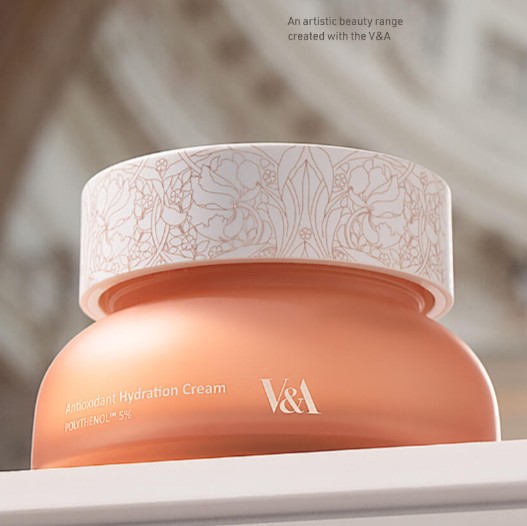 An artistic beauty range
created with the V&A
Antioxidant Hydration Cream
POLYTHENOL™ 5%
V&A